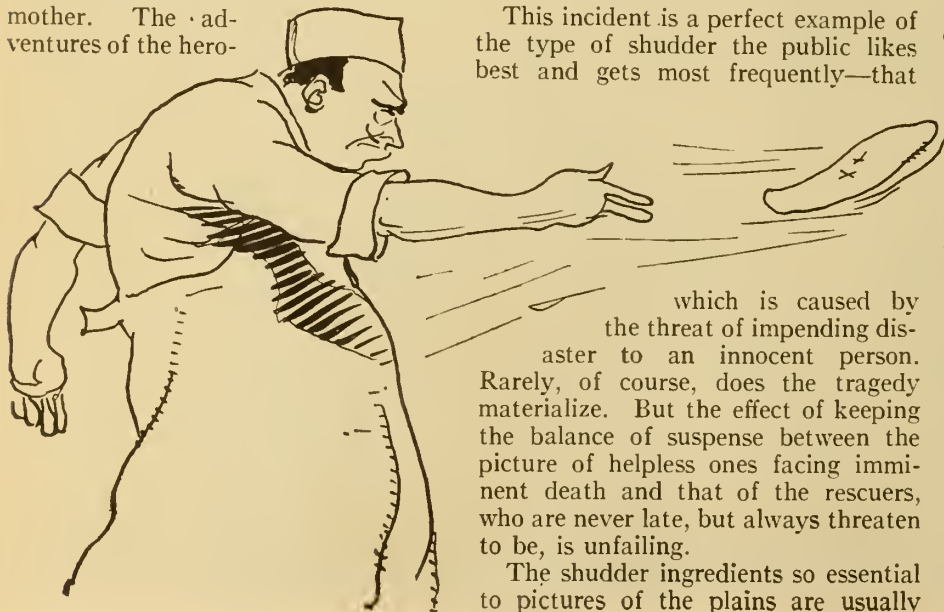 mother. The ad-
ventures of the hero-
This incident is a perfect example of
the type of shudder the public likes
best and gets most frequently—that
which is caused by
the threat of impending dis-
aster to an innocent person.
Rarely, of course, does the tragedy
materialize. But the effect of keeping
the balance of suspense between the
picture of helpless ones facing immi-
nent death and that of the rescuers,
who are never late, but always threaten
to be, is unfailing.
The shudder ingredients so essential
to pictures of the plains are usually